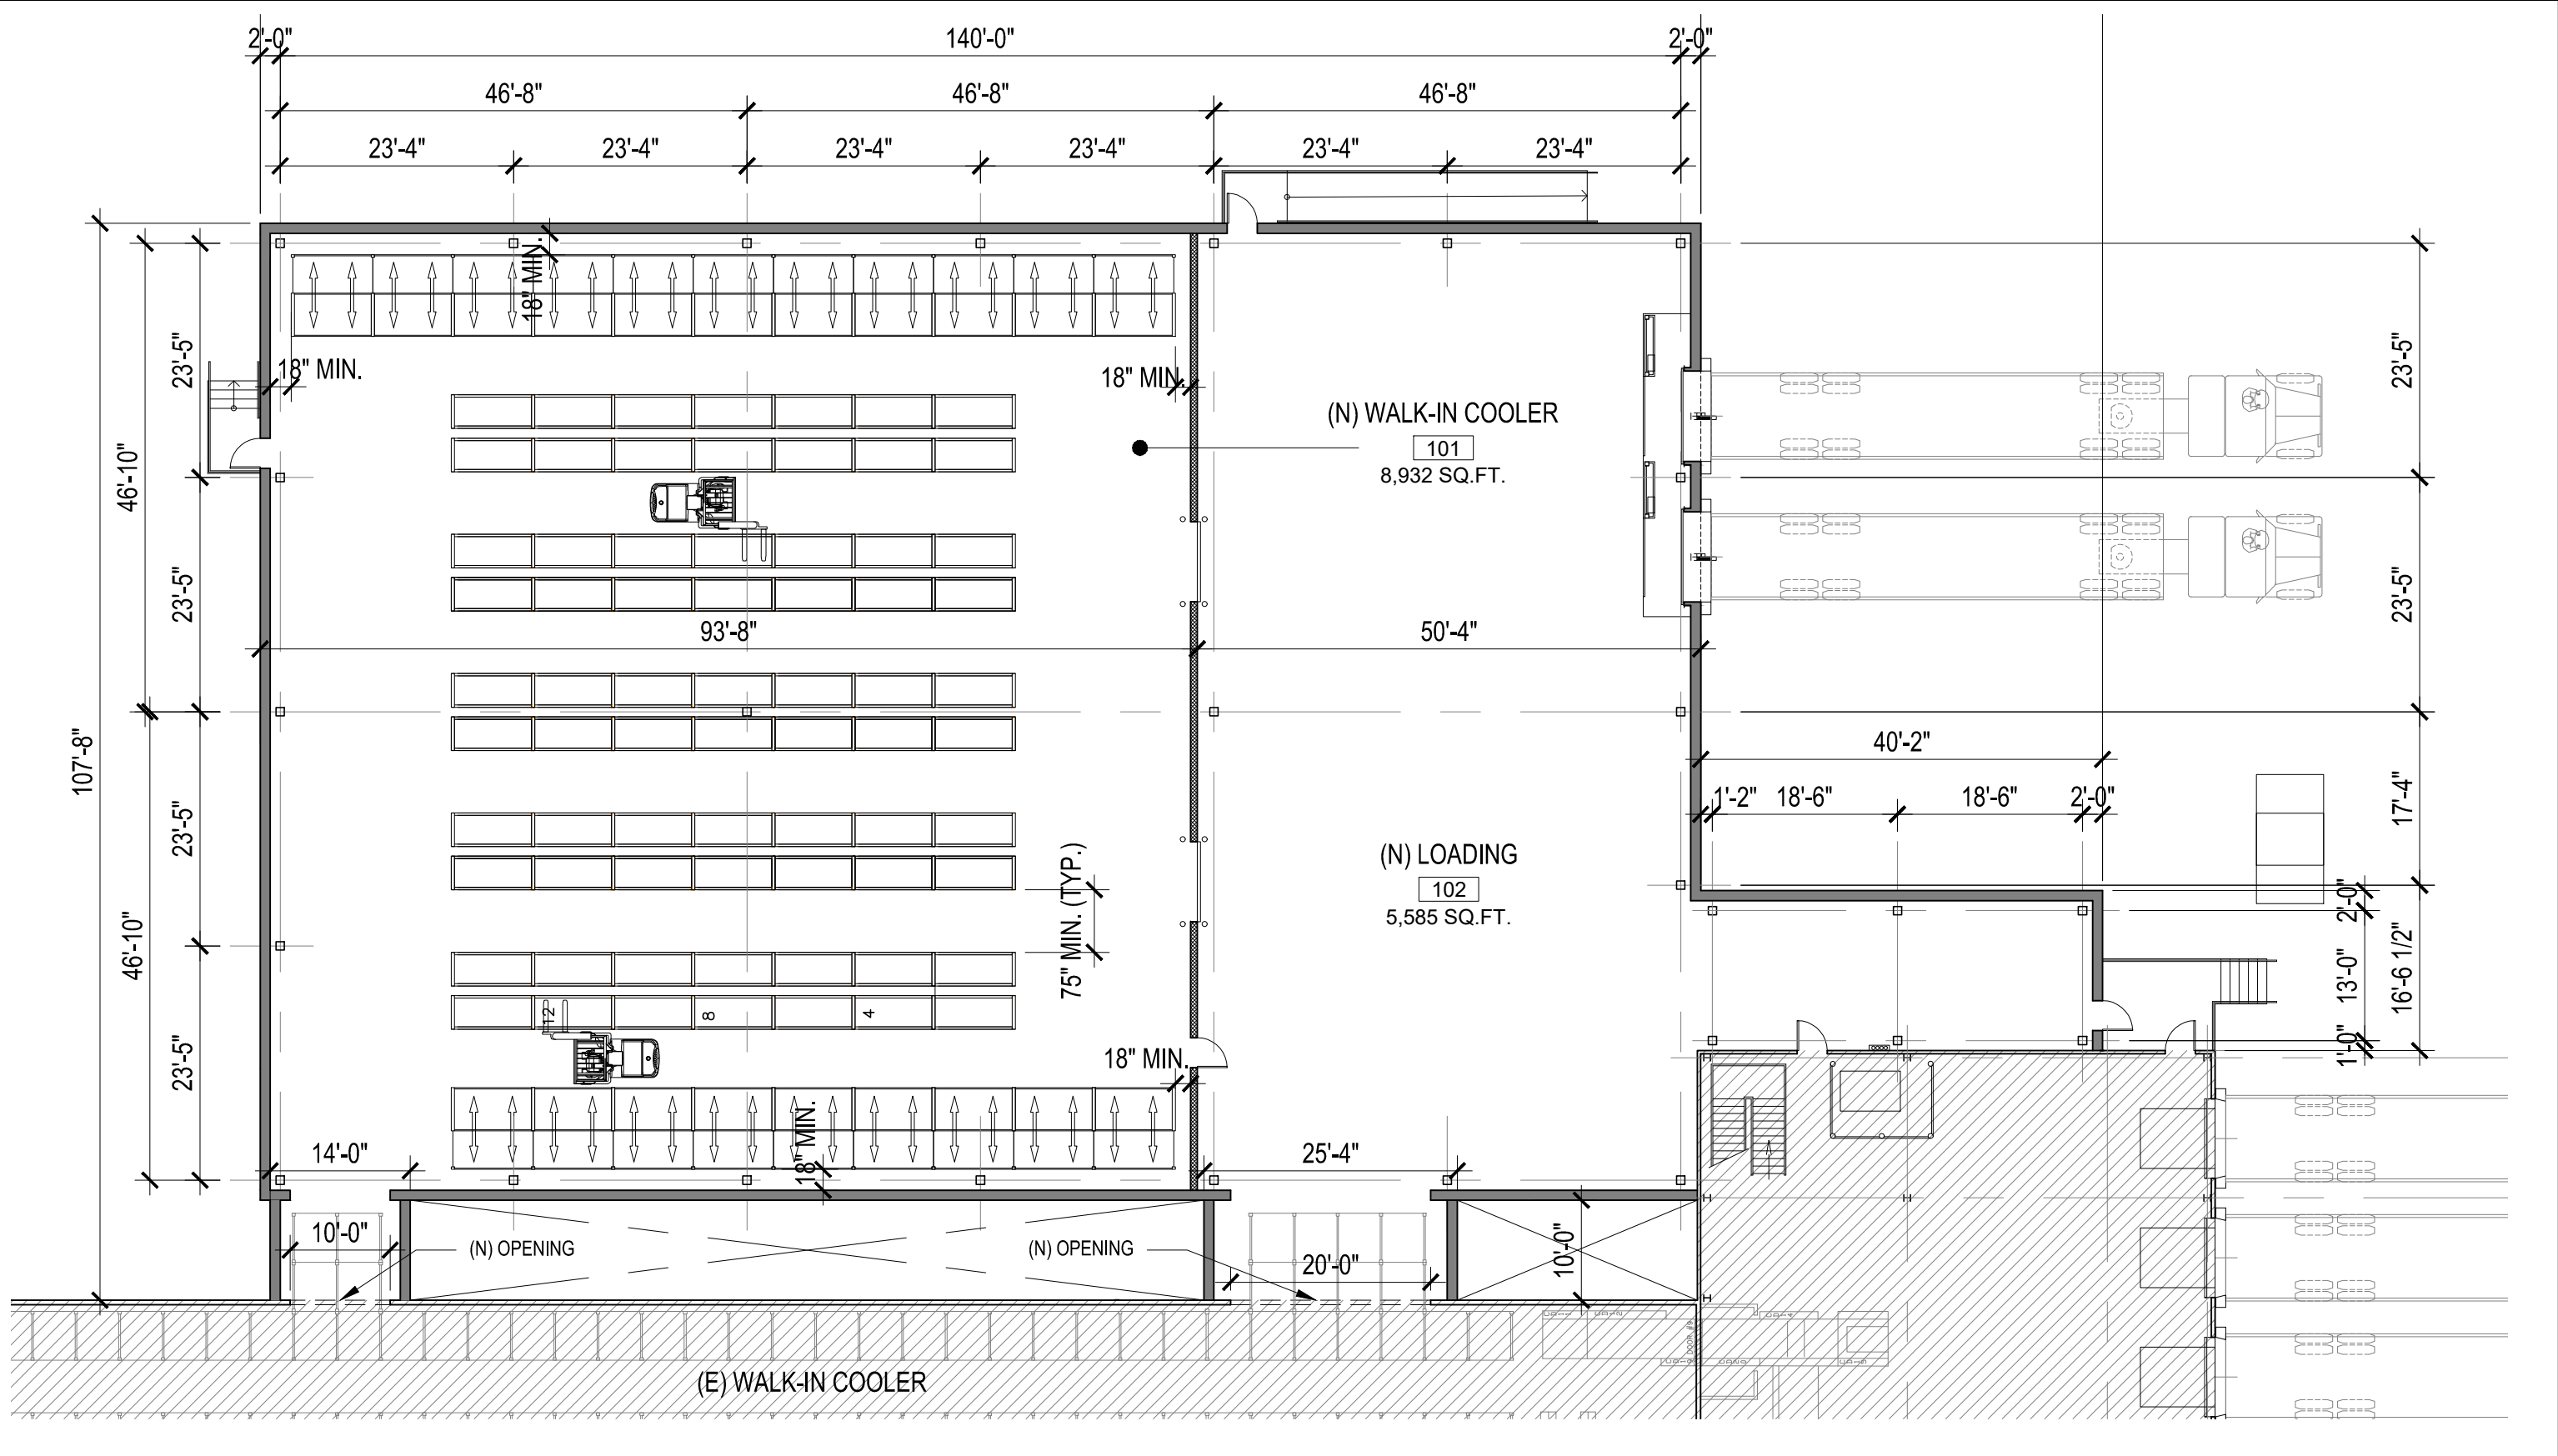 2'-0" 140'-0" 2'-0"
46'-8" 46'-8" 46'-8"
23'-4" 23'-4" 23'-4" 23'-4" 23'-4" 23'-4"
18" MIN.
18" MIN.
18" MIN.
23'-5"
46'-10"
23'-5"
107'-8"
23'-5"
46'-10"
23'-5"
(N) WALK-IN COOLER
101
8,932 SQ.FT.
93'-8" 50'-4"
(N) LOADING
102
5,585 SQ.FT.
75" MIN. (TYP.)
12 8 4
18" MIN.
18" MIN.
14'-0" 25'-4"
10'-0" (N) OPENING (N) OPENING 20'-0" 10'-0"
(E) WALK-IN COOLER
23'-5"
23'-5"
40'-2"
1'-2" 18'-6" 18'-6" 2'-0"
17'-4"
2'-0"
13'-0"
16'-6 1/2"
1'-0"